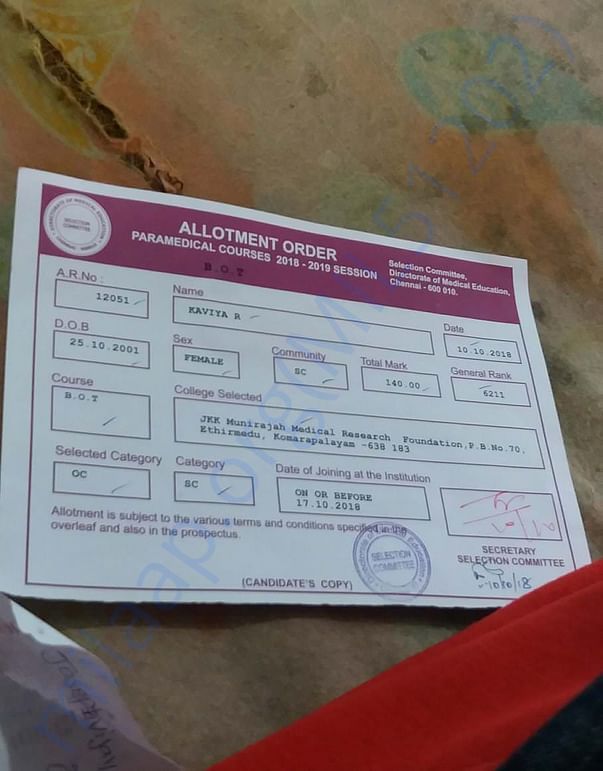 SELECTION
COMMITTEE
ALLOTMENT ORDER
PARAMEDICAL COURSES 2018 - 2019 SESSION
B.O.T
Selection Committee,
Directorate of Medical Education,
Chennai - 600 010.
A.R.No :
12051
Name
KAVIYA R
Date
10.10.2018
D.O.B
25.10.2001
Sex
FEMALE
Community
SC
Total Mark
140.00
General Rank
6211
Course
B.O.T
College Selected
JKK Munirajah Medical Research Foundation,P.B.No.70,
Ethirmedu, Komarapalayam -638 183
Selected Category
OC
Category
SC
Date of Joining at the Institution
ON OR BEFORE
17.10.2018
Allotment is subject to the various terms and conditions specified in the
overleaf and also in the prospectus.
SELECTION
COMMITTEE
SECRETARY
SELECTION COMMITTEE
(CANDIDATE'S COPY)